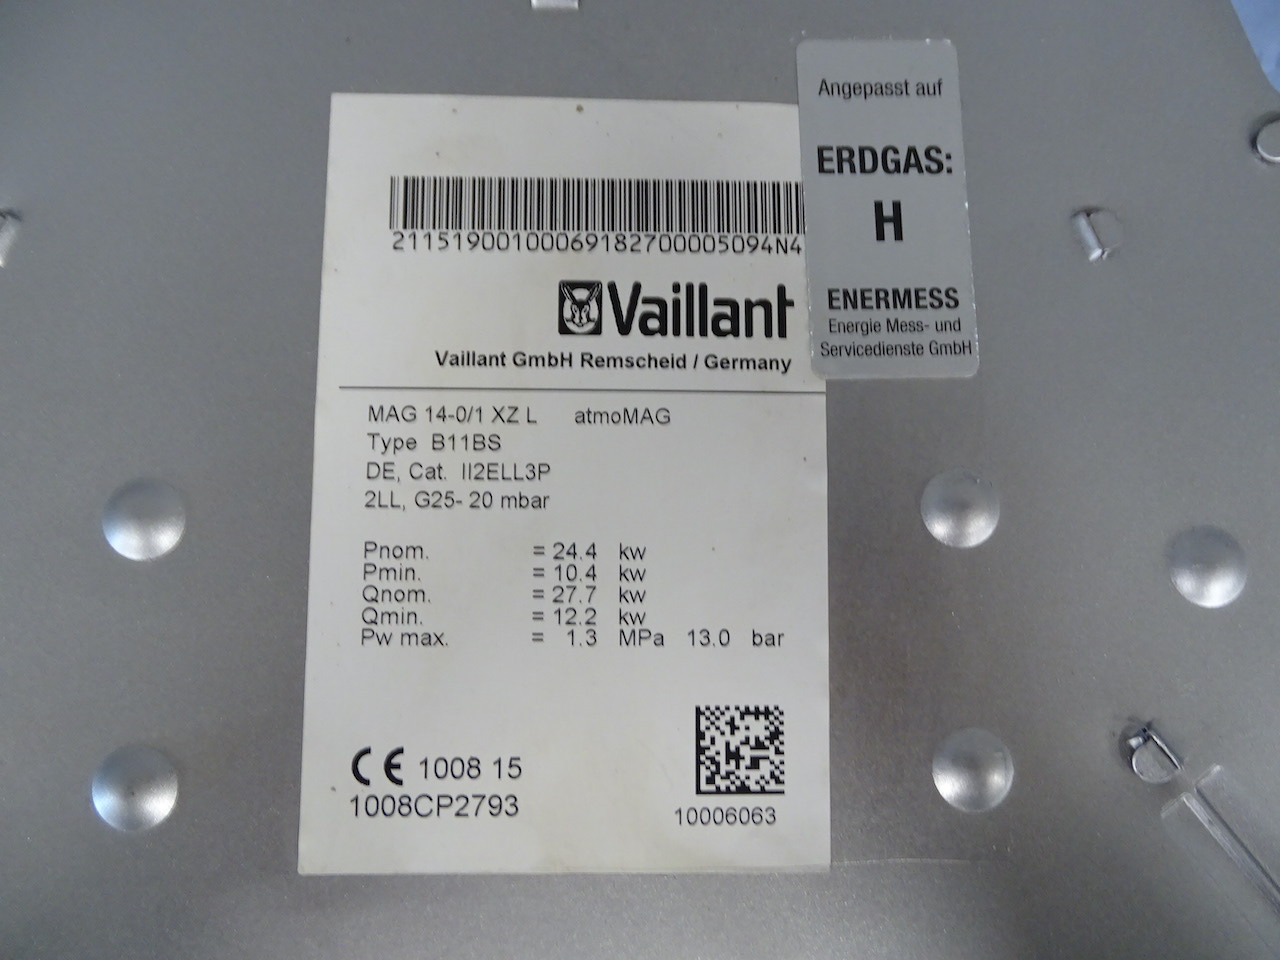 Angepasst auf
ERDGAS:
H
ENERMESS
Energie Mess- und
Servicedienste GmbH
21151900100069182700005094N4
Vaillant
Vaillant GmbH Remscheid / Germany
MAG 14-0/1 XZ L atmoMAG
Type B11BS
DE, Cat. II2ELL3P
2LL, G25- 20 mbar
Pnom. = 24.4 kw
Pmin. = 10.4 kw
Qnom. = 27.7 kw
Qmin. = 12.2 kw
Pw max. = 1.3 MPa 13.0 bar
CE 1008 15
1008CP2793
10006063